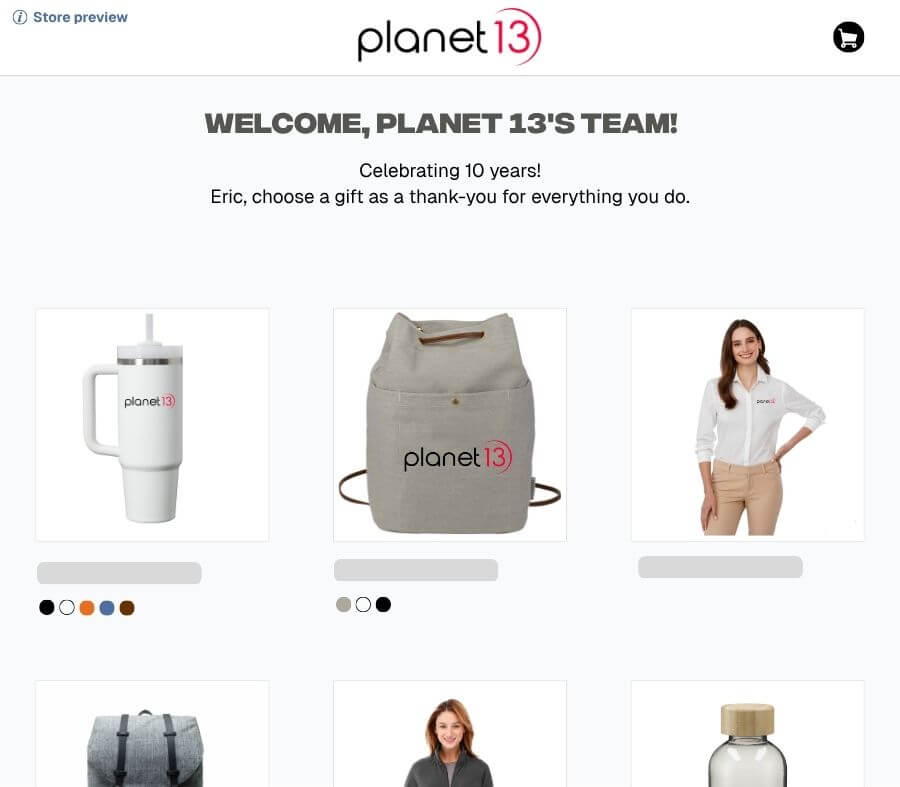 Store preview
planet 13
WELCOME, PLANET 13'S TEAM!
Celebrating 10 years!
Eric, choose a gift as a thank-you for everything you do.
planet 13
planet 13
planet 13